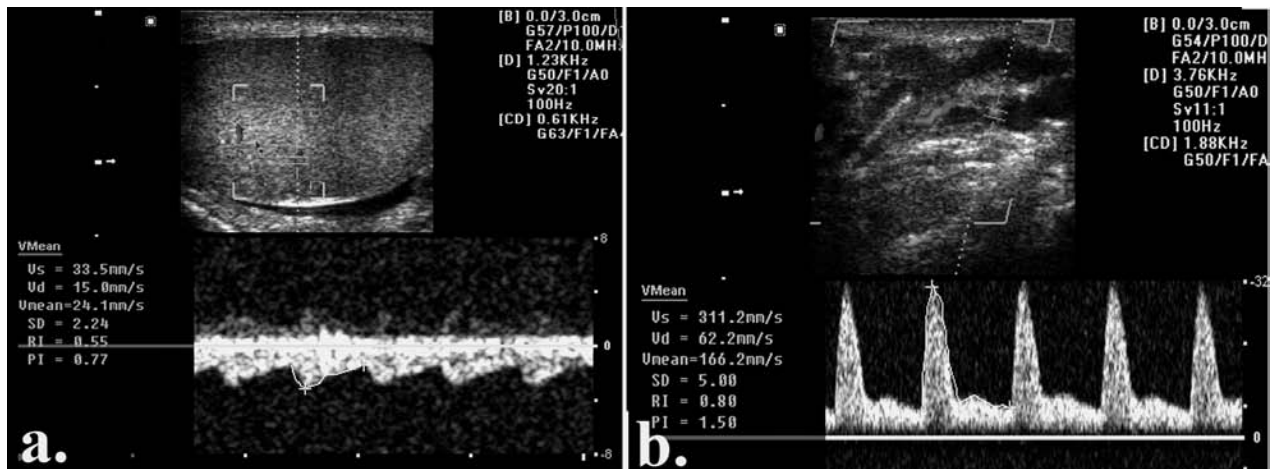 [B] 0.0/3.0cm
G57/P100/D
FA2/10.0MH
[D] 1.23KHz
G50/F1/A0
Sv20:1
100Hz
[CD] 0.61KHz
G63/F1/FA
8
VMean
Vs = 33.5mm/s
Vd = 15.0mm/s
Vmean=24.1mm/s
SD = 2.24
RI = 0.55
PI = 0.77
0
-8
a.
[B] 0.0/3.0cm
G54/P100/D
FA2/10.0MH
[D] 3.76KHz
G50/F1/A0
Sv11:1
100Hz
[CD] 1.88KHz
G50/F1/FA
-32
VMean
Vs = 311.2mm/s
Vd = 62.2mm/s
Vmean=166.2mm/s
SD = 5.00
RI = 0.80
PI = 1.50
0
b.